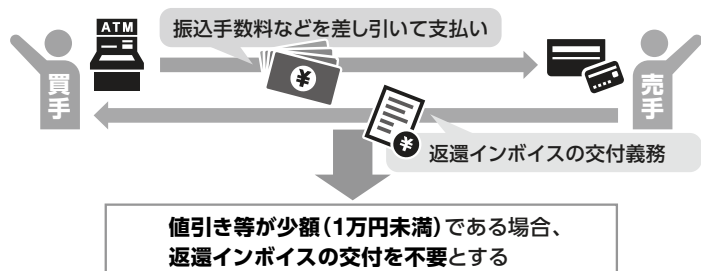 ATM
振込手数料などを差し引いて支払い
買手
売手
返還インボイスの交付義務
値引き等が少額(1万円未満)である場合、
返還インボイスの交付を不要とする